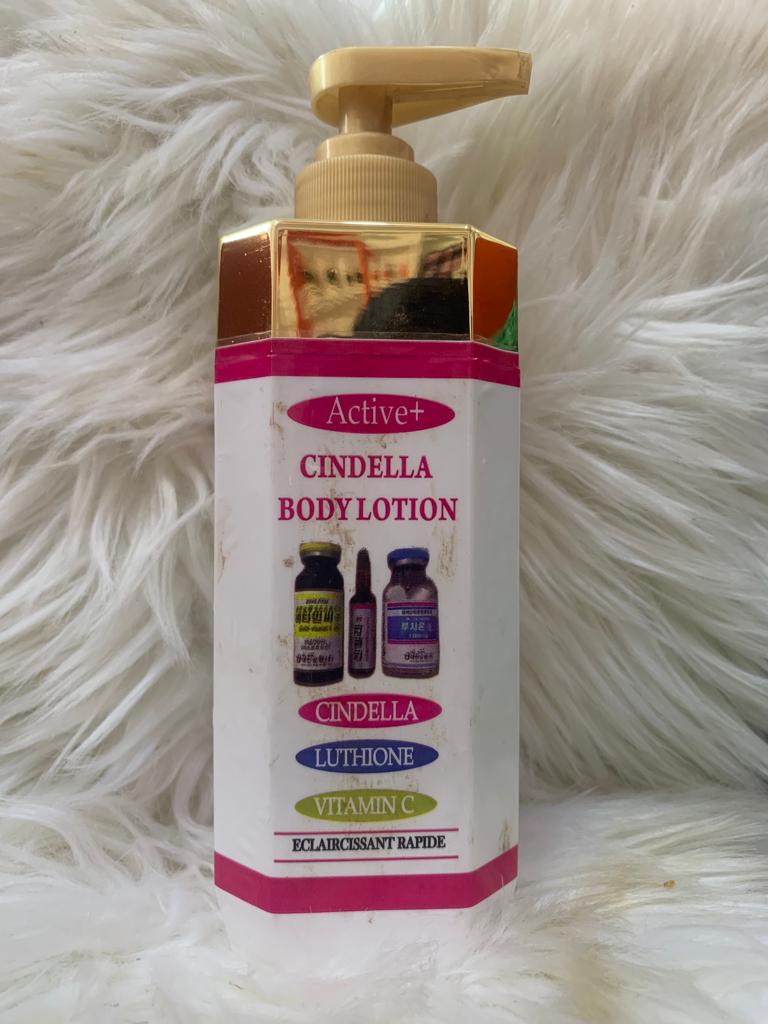 Active+
CINDELLA
BODY LOTION
CINDELLA
LUTHIONE
VITAMIN C
ECLAIRCISSANT RAPIDE